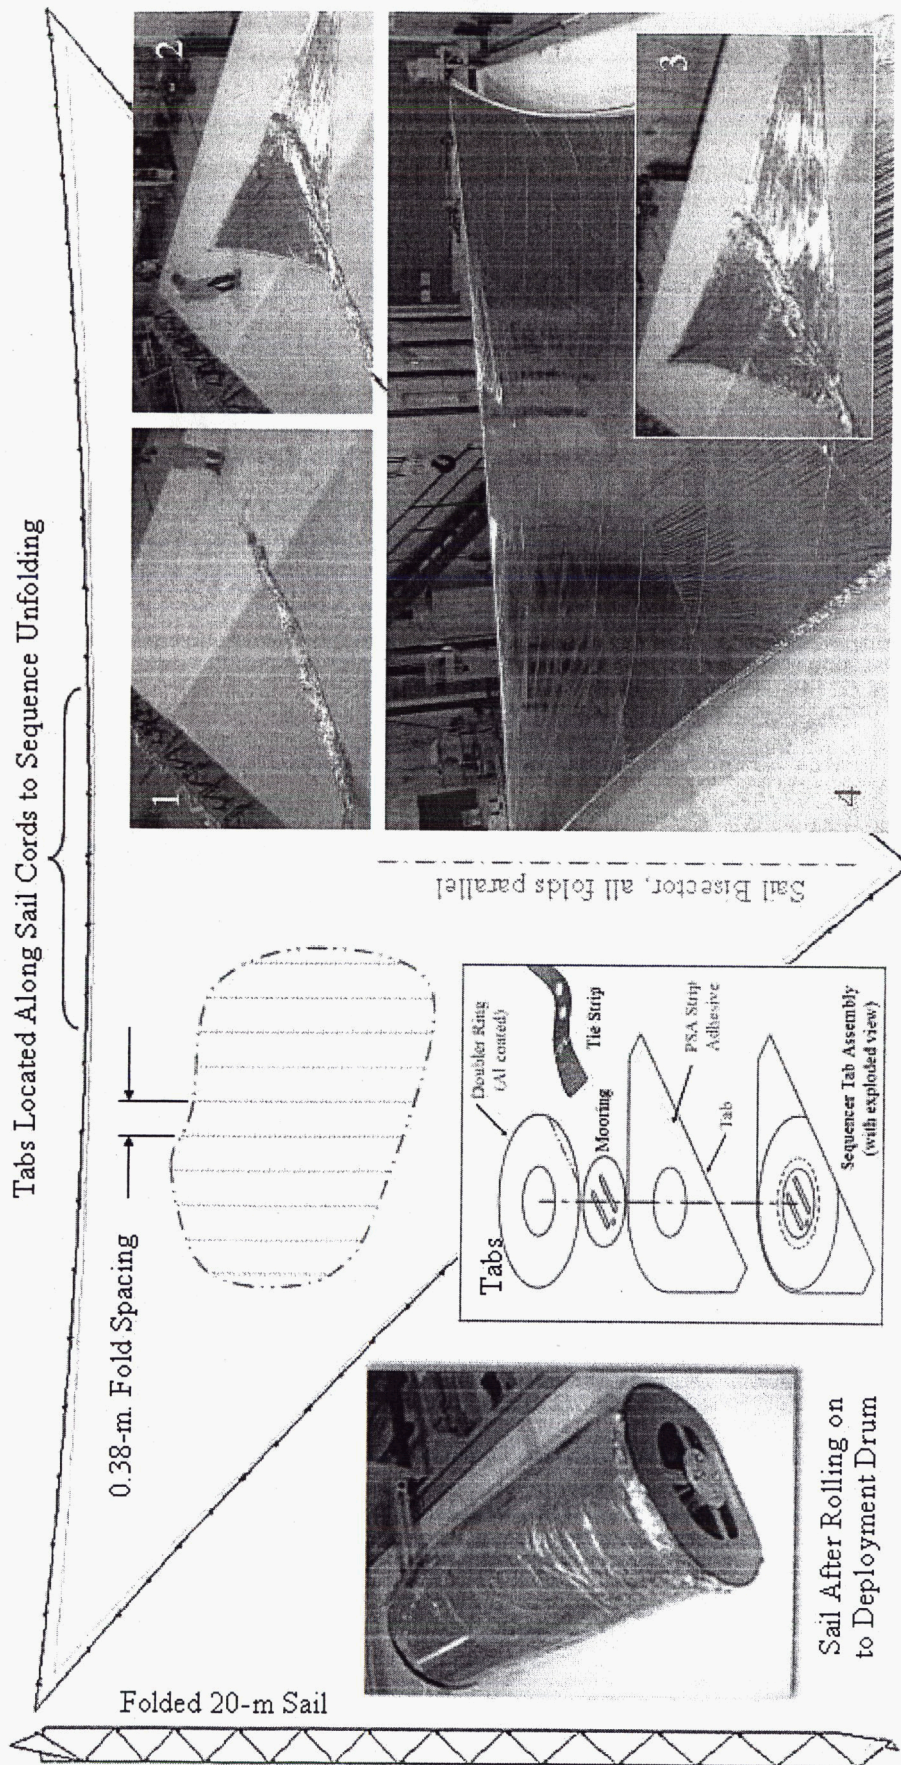 Tabs Located Along Sail Cords to Sequence Unfolding
0.38-m. Fold Spacing
Folded 20-m Sail
Sail After Rolling on
to Deployment Drum
Tabs
Doubler Ring
(Al coated)
Tie Strip
Mooring
PSA Strip
Adhesive
Tab
Sequencer Tab Assembly
(with exploded view)
Sail Bisector, all folds parallel
1
2
3
4